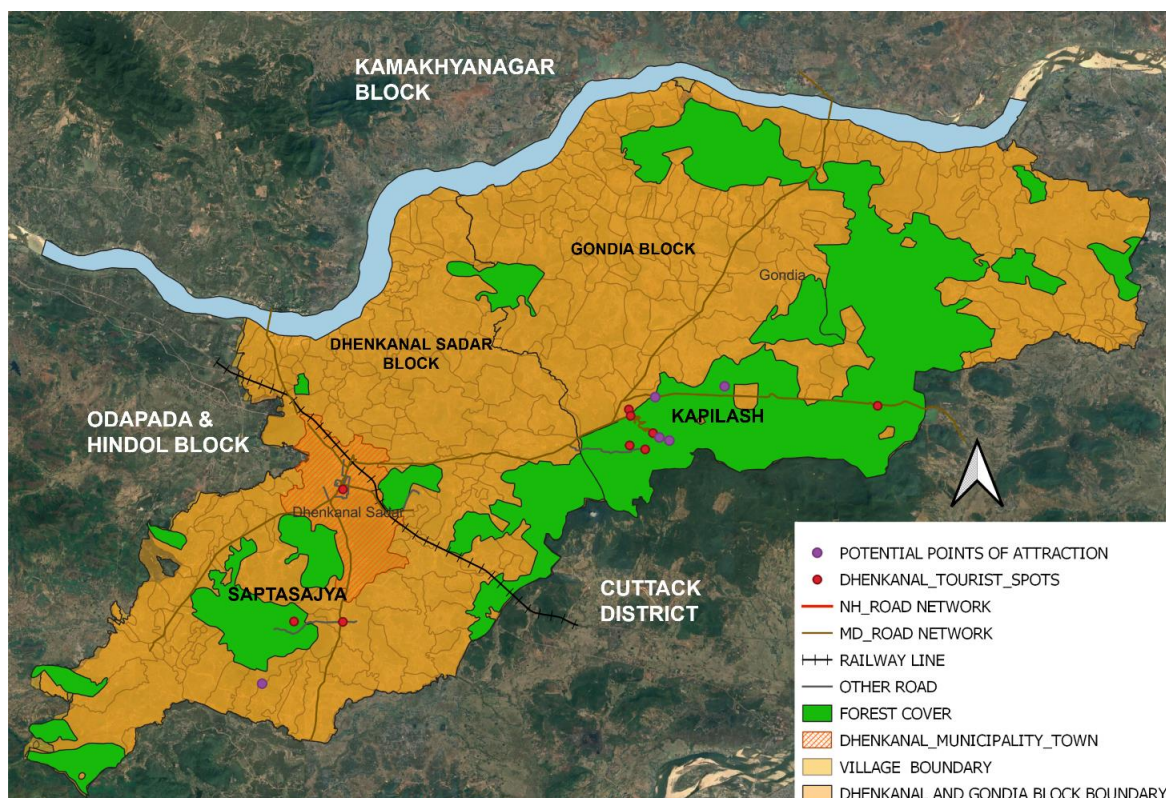 KAMAKHYANAGAR
BLOCK
GONDIA BLOCK
Gondia
DHENKANAL SADAR
BLOCK
ODAPADA &
HINDOL BLOCK
KAPILASH
Dhenkanal Sadar
SAPTASAJYA
CUTTACK
DISTRICT
POTENTIAL POINTS OF ATTRACTION
DHENKANAL_TOURIST_SPOTS
NH_ROAD NETWORK
MD_ROAD NETWORK
RAILWAY LINE
OTHER ROAD
FOREST COVER
DHENKANAL_MUNICIPALITY_TOWN
VILLAGE BOUNDARY
DHENKANAL AND GONDIA BLOCK BOUNDARY